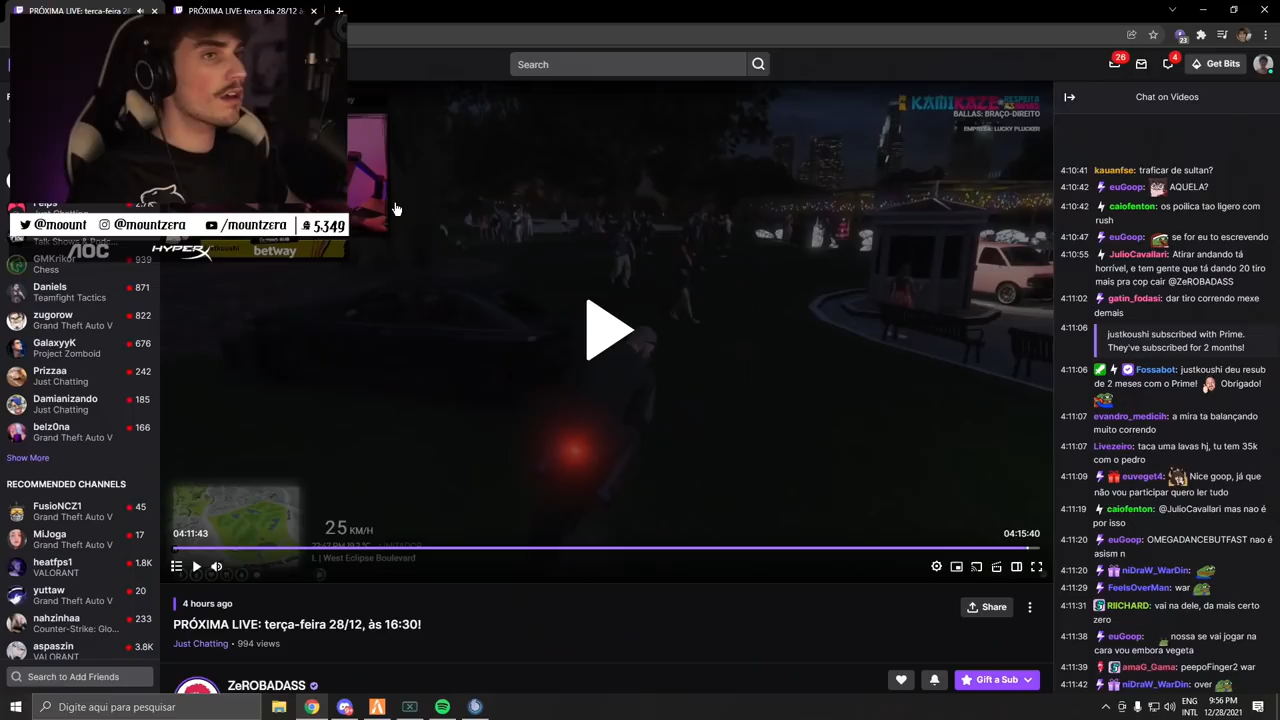 PRÓXIMA LIVE: terça-feira 28/12
PRÓXIMA LIVE: terça dia 28/12 à
23
Search
26
4
Get Bits
@moount @mountzera /mountzera 5.349
AOC HYPERX betway
GMKrikor 939
Chess
Daniels 871
Teamfight Tactics
zugorow 822
Grand Theft Auto V
GalaxyyK 676
Project Zomboid
Prizzaa 242
Just Chatting
Damianizando 185
Just Chatting
belz0na 166
Grand Theft Auto V
Show More
RECOMMENDED CHANNELS
FusioNCZ1 45
Grand Theft Auto V
MiJoga 17
Grand Theft Auto V
heatfps1 1.8K
VALORANT
yuttaw 20
Grand Theft Auto V
nahzinhaa 233
Counter-Strike: Glo...
aspaszin 3.8K
VALORANT
Search to Add Friends
KAMIKAZE RESPEITA
BALLAS: BRAÇO-DIREITO
EMPRESA: LUCKY PLUCKER
25 KM/H
L | West Eclipse Boulevard
04:11:43
04:15:40
4 hours ago
PRÓXIMA LIVE: terça-feira 28/12, às 16:30!
Just Chatting • 994 views
Share
ZeROBADASS
Gift a Sub
Chat on Videos
4:10:41 kauanfse: traficar de sultan?
4:10:42 euGoop: AQUELA?
4:10:42 caiofenton: os poilica tao ligero com
rush
4:10:47 euGoop: se for eu to escrevendo
4:10:55 JulioCavallari: Atirar andando tá
horrível, e tem gente que tá dando 20 tiro
mais pra cop cair @ZeROBADASS
4:11:02 gatin_fodasi: dar tiro correndo mexe
demais
4:11:06 justkoushi subscribed with Prime.
They've subscribed for 2 months!
4:11:06 Fossabot: justkoushi deu resub
de 2 meses com o Prime! Obrigado!
4:11:07 evandro_medicih: a mira ta balançando
muito correndo
4:11:07 Livezeiro: taca uma lavas hj, tu tem 35k
com o pedro
4:11:09 euveget4: Nice goop, já que
não vou participar quero ler tudo
4:11:19 caiofenton: @JulioCavallari mas nao é
por isso
4:11:20 euGoop: OMEGADANCEBUTFAST nao é
asism n
4:11:20 niDraW_WarDin:
4:11:29 FeelsOverMan: war
4:11:31 RIICHARD: vai na dele, da mais certo
zero
4:11:38 euGoop: nossa se vai jogar na
cara vou embora vegeta
4:11:39 amaG_Gama: peepoFinger2 war
4:11:42 niDraW_WarDin: over
Digite aqui para pesquisar
INTL
9:56 PM
12/28/2021